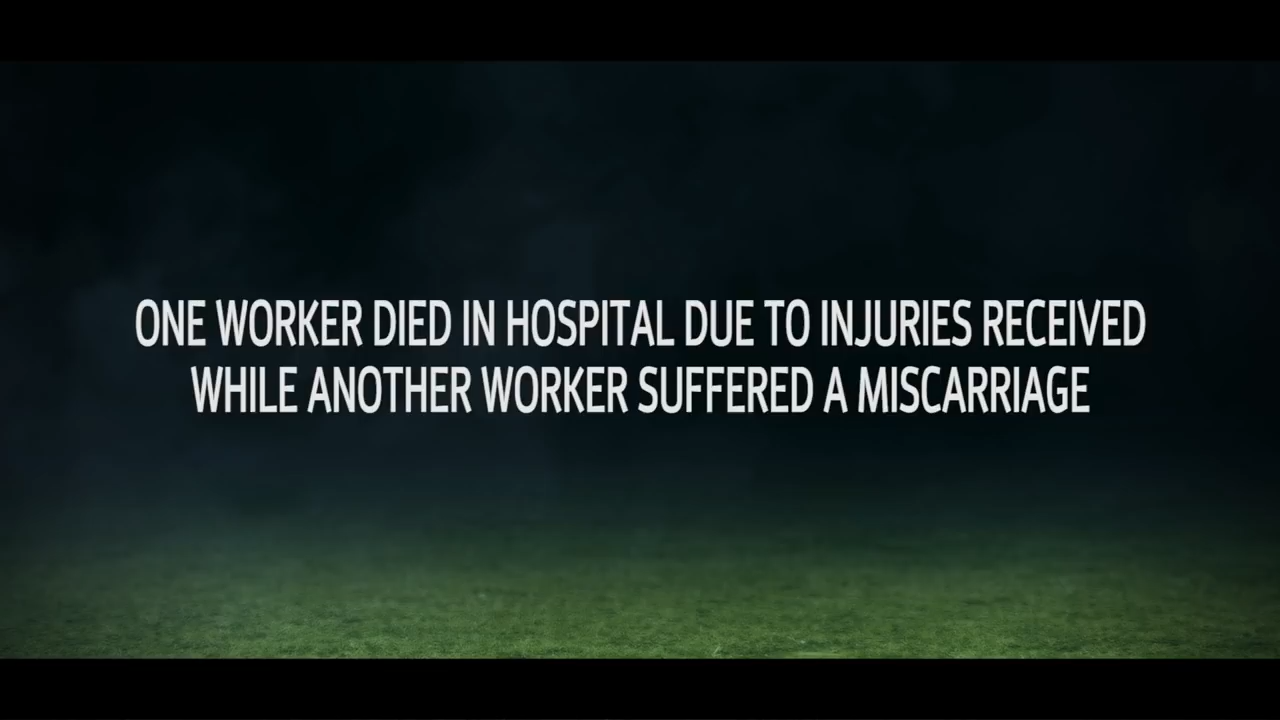 ONE WORKER DIED IN HOSPITAL DUE TO INJURIES RECEIVED
WHILE ANOTHER WORKER SUFFERED A MISCARRIAGE